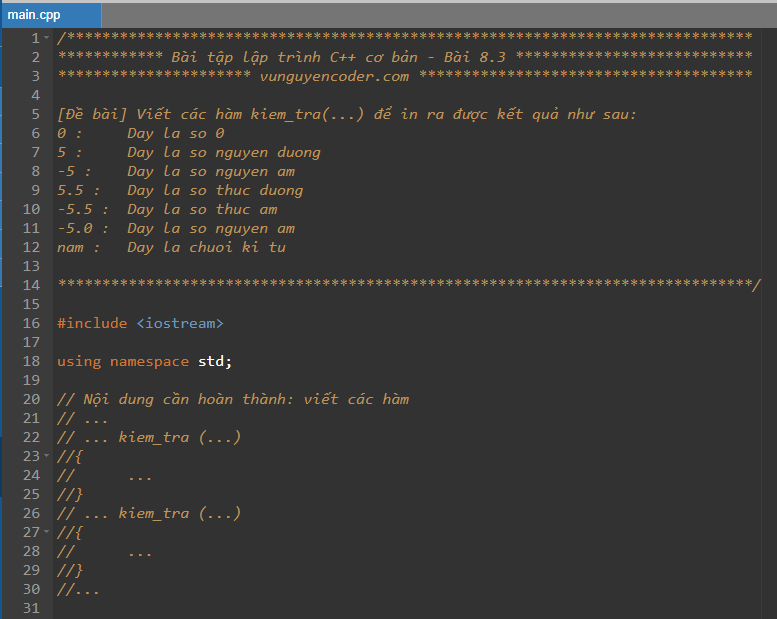 main.cpp
1 /******************************************************************************
2 ************ Bài tập lập trình C++ cơ bản - Bài 8.3 ***************************
3 ********************** vunguyencoder.com **************************************
4
5 [Đề bài] Viết các hàm kiem_tra(...) để in ra được kết quả như sau:
6 0 :     Day la so 0
7 5 :     Day la so nguyen duong
8 -5 :    Day la so nguyen am
9 5.5 :   Day la so thuc duong
10 -5.5 :  Day la so thuc am
11 -5.0 :  Day la so nguyen am
12 nam :   Day la chuoi ki tu
13
14 *******************************************************************************/
15
16 #include <iostream>
17
18 using namespace std;
19
20 // Nội dung cần hoàn thành: viết các hàm
21 // ...
22 // ... kiem_tra (...)
23 //{
24 //      ...
25 //}
26 // ... kiem_tra (...)
27 //{
28 //      ...
29 //}
30 //...
31